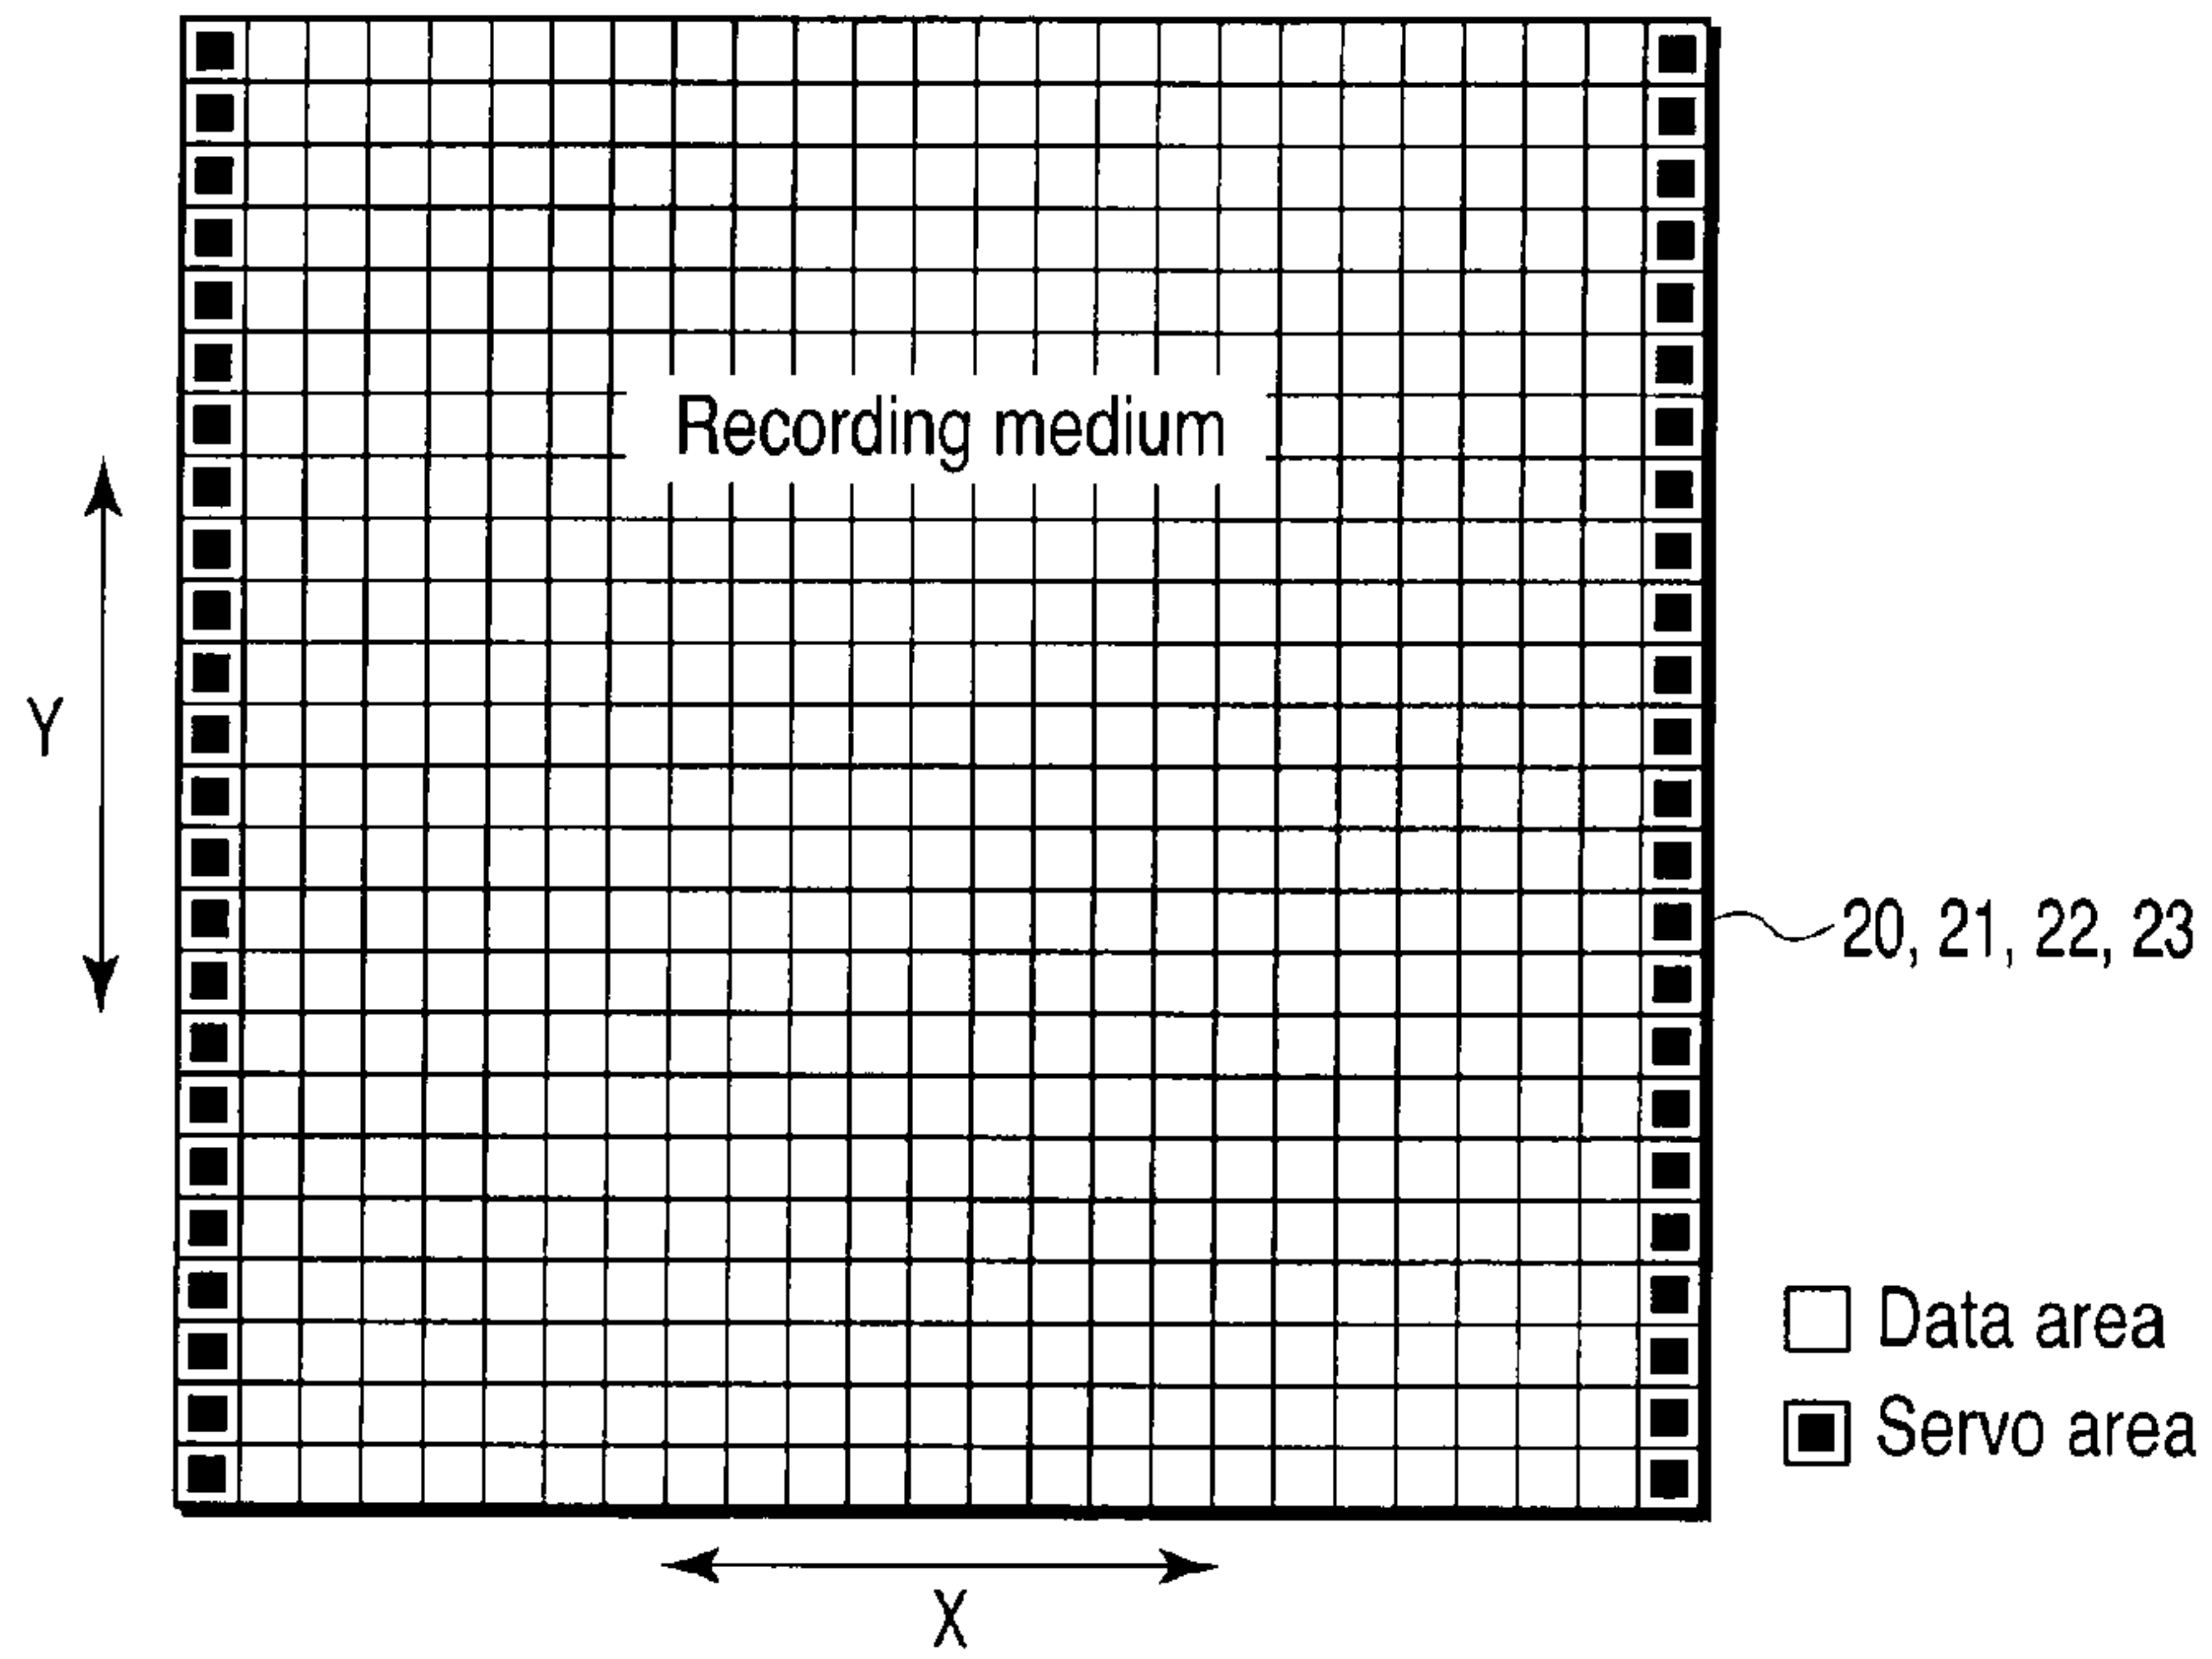 Recording medium
Y
20, 21, 22, 23
Data area
Servo area
X